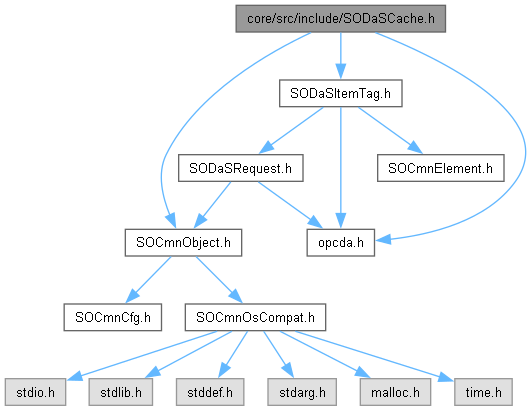 core/src/include/SODaSCache.h
SODaSItemTag.h
SODaSRequest.h
SOCmnElement.h
SOCmnObject.h
opcda.h
SOCmnCfg.h
SOCmnOsCompat.h
stdio.h
stdlib.h
stddef.h
stdarg.h
malloc.h
time.h